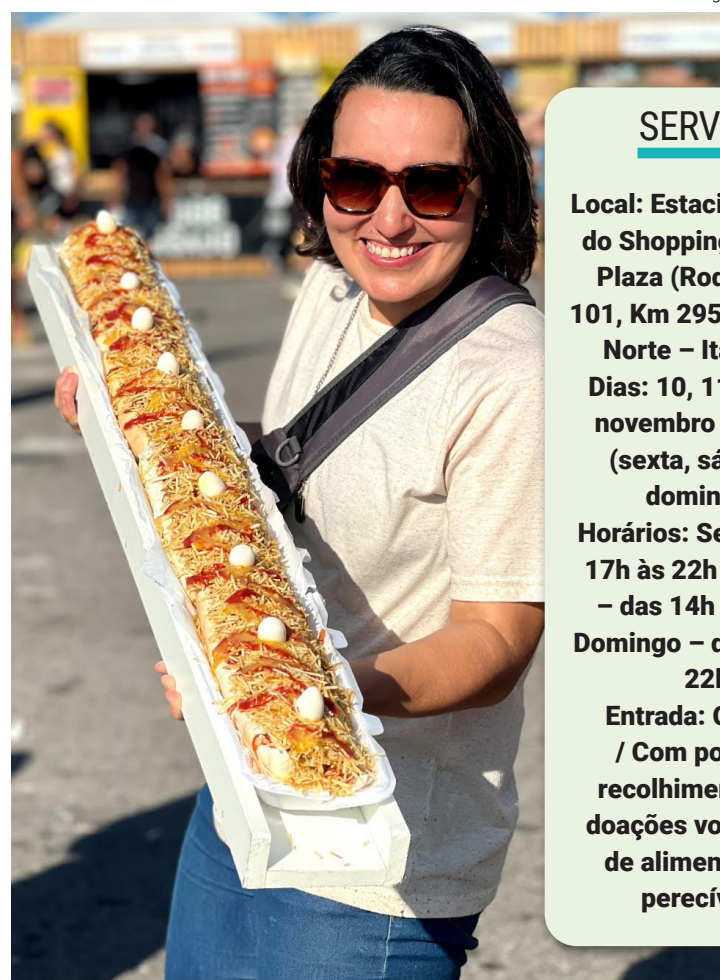 SERV
Local: Estaci
do Shopping
Plaza (Rod
101, Km 295
Norte – Ita
Dias: 10, 11
novembro
(sexta, sá
domin
Horários: Se
17h às 22h
– das 14h
Domingo – d
22h
Entrada: G
/ Com po
recolhimen
doações vo
de alimen
perecív